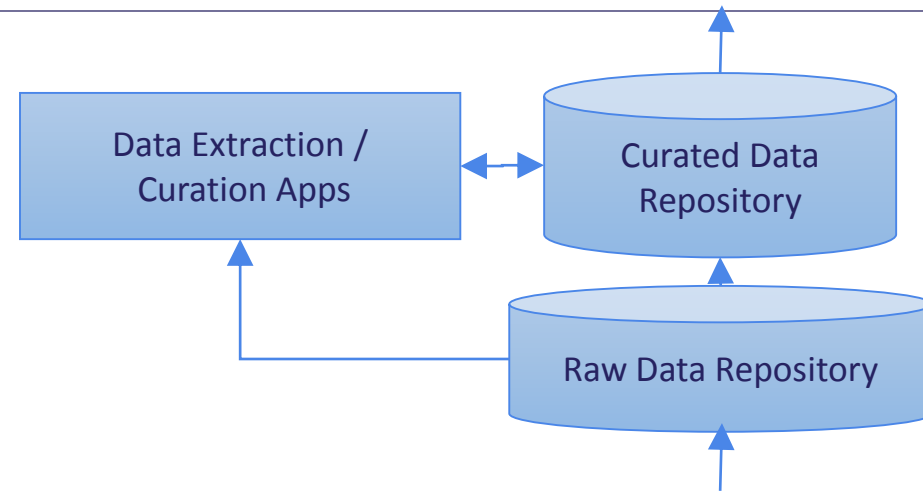 Data Extraction /
Curation Apps
Curated Data
Repository
Raw Data Repository